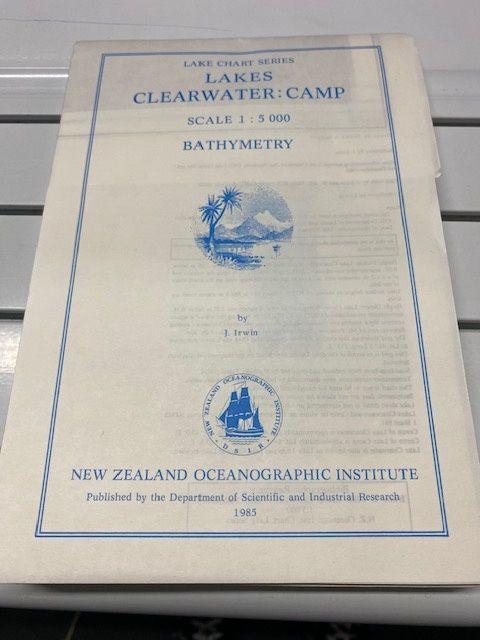 LAKE CHART SERIES
LAKES
CLEARWATER: CAMP
SCALE 1 : 5 000
BATHYMETRY
by
J. Irwin
NEW ZEALAND OCEANOGRAPHIC INSTITUTE
· DSIR ·
NEW ZEALAND OCEANOGRAPHIC INSTITUTE
Published by the Department of Scientific and Industrial Research
1985